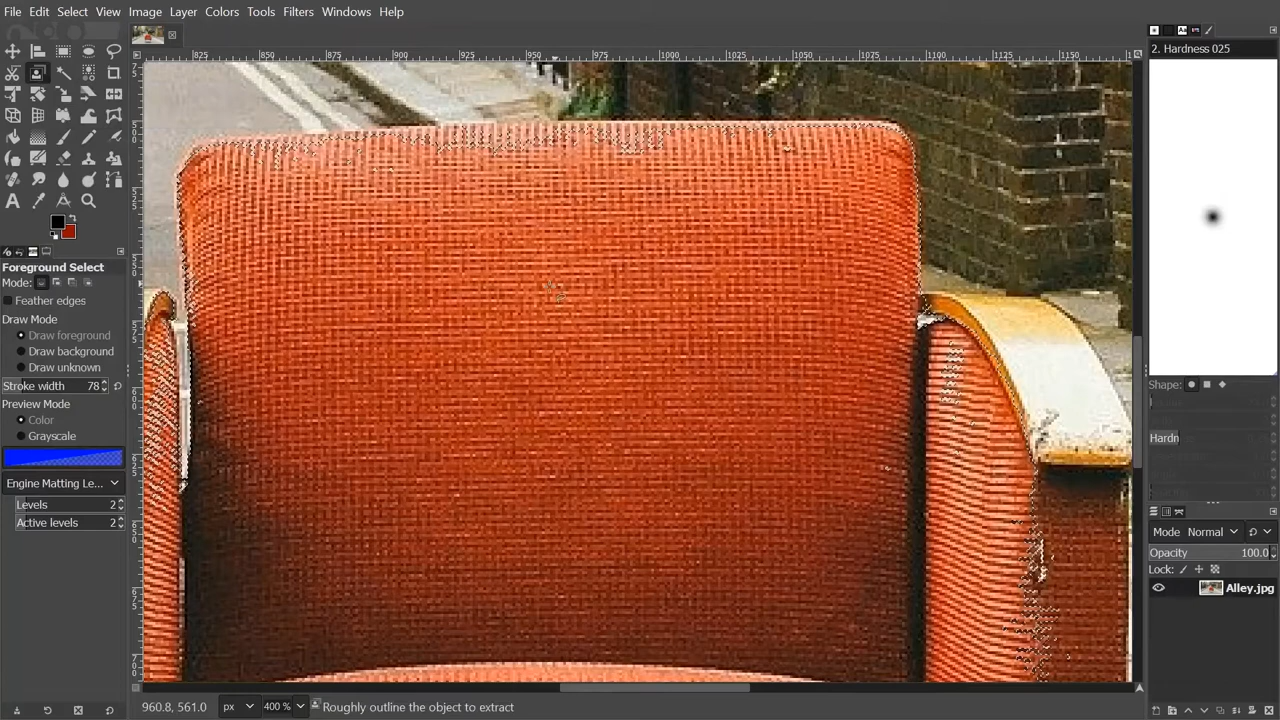 File Edit Select View Image Layer Colors Tools Filters Windows Help
825 850 875 900 925 950 975 1000 1025 1050 1075 1100 1125 1150
2. Hardness 025
Foreground Select
Mode:
Feather edges
Draw Mode
Draw foreground
Draw background
Draw unknown
Stroke width 78
Preview Mode
Color
Grayscale
Engine Matting Le...
Levels 2
Active levels 2
Shape:
Hardn
Mode Normal
Opacity 100.0
Lock:
Alley.jpg
960.8, 561.0 px 400 % Roughly outline the object to extract